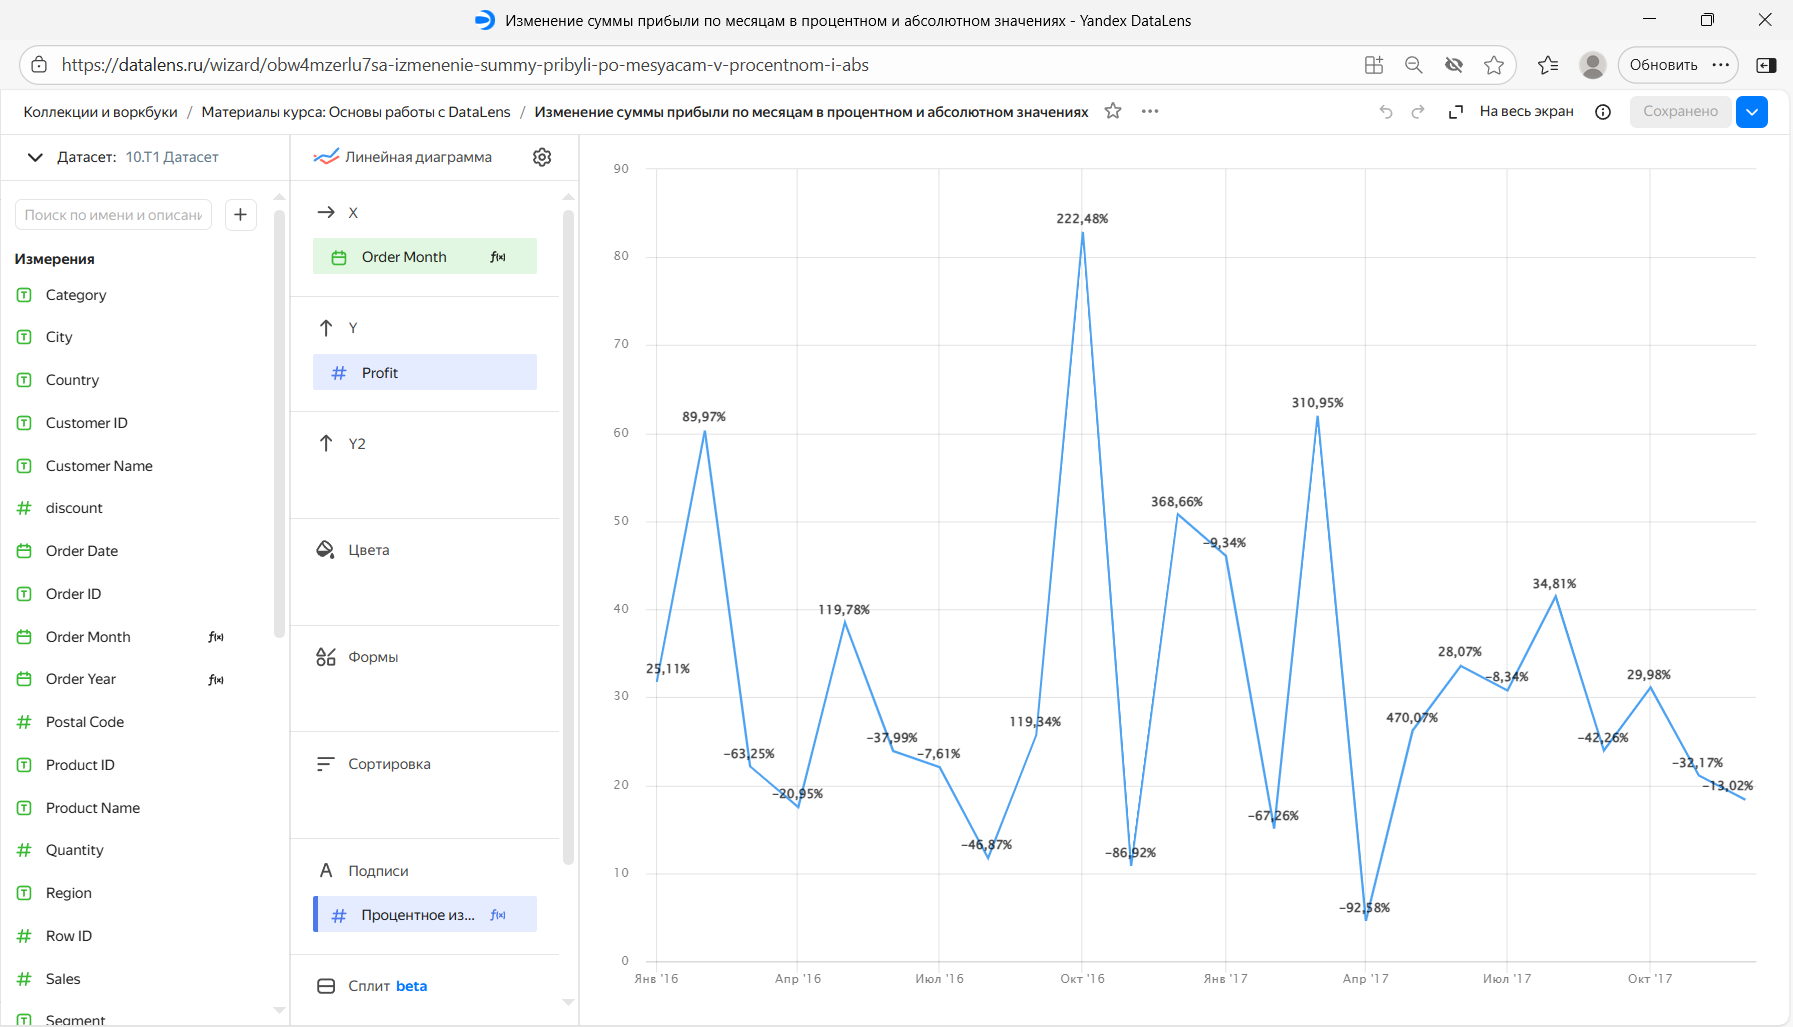 Изменение суммы прибыли по месяцам в процентном и абсолютном значениях - Yandex DataLens
https://datalens.ru/wizard/obw4mzerlu7sa-izmenenie-summy-pribyli-po-mesyacam-v-procentnom-i-abs
Обновить
Коллекции и воркбуки / Материалы курса: Основы работы с DataLens / Изменение суммы прибыли по месяцам в процентном и абсолютном значениях
На весь экран
Сохранено
Датасет: 10.T1 Датасет
Поиск по имени и описани
Измерения
Category
City
Country
Customer ID
Customer Name
discount
Order Date
Order ID
Order Month f(x)
Order Year f(x)
Postal Code
Product ID
Product Name
Quantity
Region
Row ID
Sales
Segment
Линейная диаграмма
X
Order Month f(x)
Y
Profit
Y2
Цвета
Формы
Сортировка
Подписи
Процентное из... f(x)
Сплит beta
90
80
70
60
50
40
30
20
10
0
25,11%
89,97%
−63,25%
−20,95%
119,78%
−37,99%
−7,61%
−46,87%
119,34%
222,48%
−86,92%
368,66%
−9,34%
−67,26%
310,95%
−92,58%
470,07%
28,07%
−8,34%
34,81%
−42,26%
29,98%
−32,17%
−13,02%
Янв '16
Апр '16
Июл '16
Окт '16
Янв '17
Апр '17
Июл '17
Окт '17